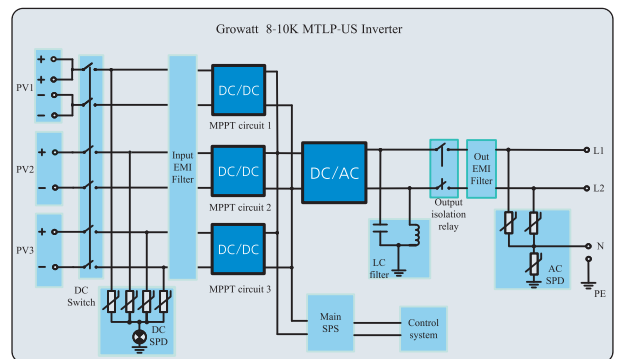 Growatt 8-10K MTLP-US Inverter
PV1
+
+
−
−
PV2
+
−
PV3
+
−
DC
Switch
DC
SPD
Input
EMI
Filter
DC/DC
MPPT circuit 1
DC/DC
MPPT circuit 2
DC/DC
MPPT circuit 3
DC/AC
LC
filter
Output
isolation
relay
Out
EMI
Filter
Main
SPS
Control
system
AC
SPD
L1
L2
N
PE